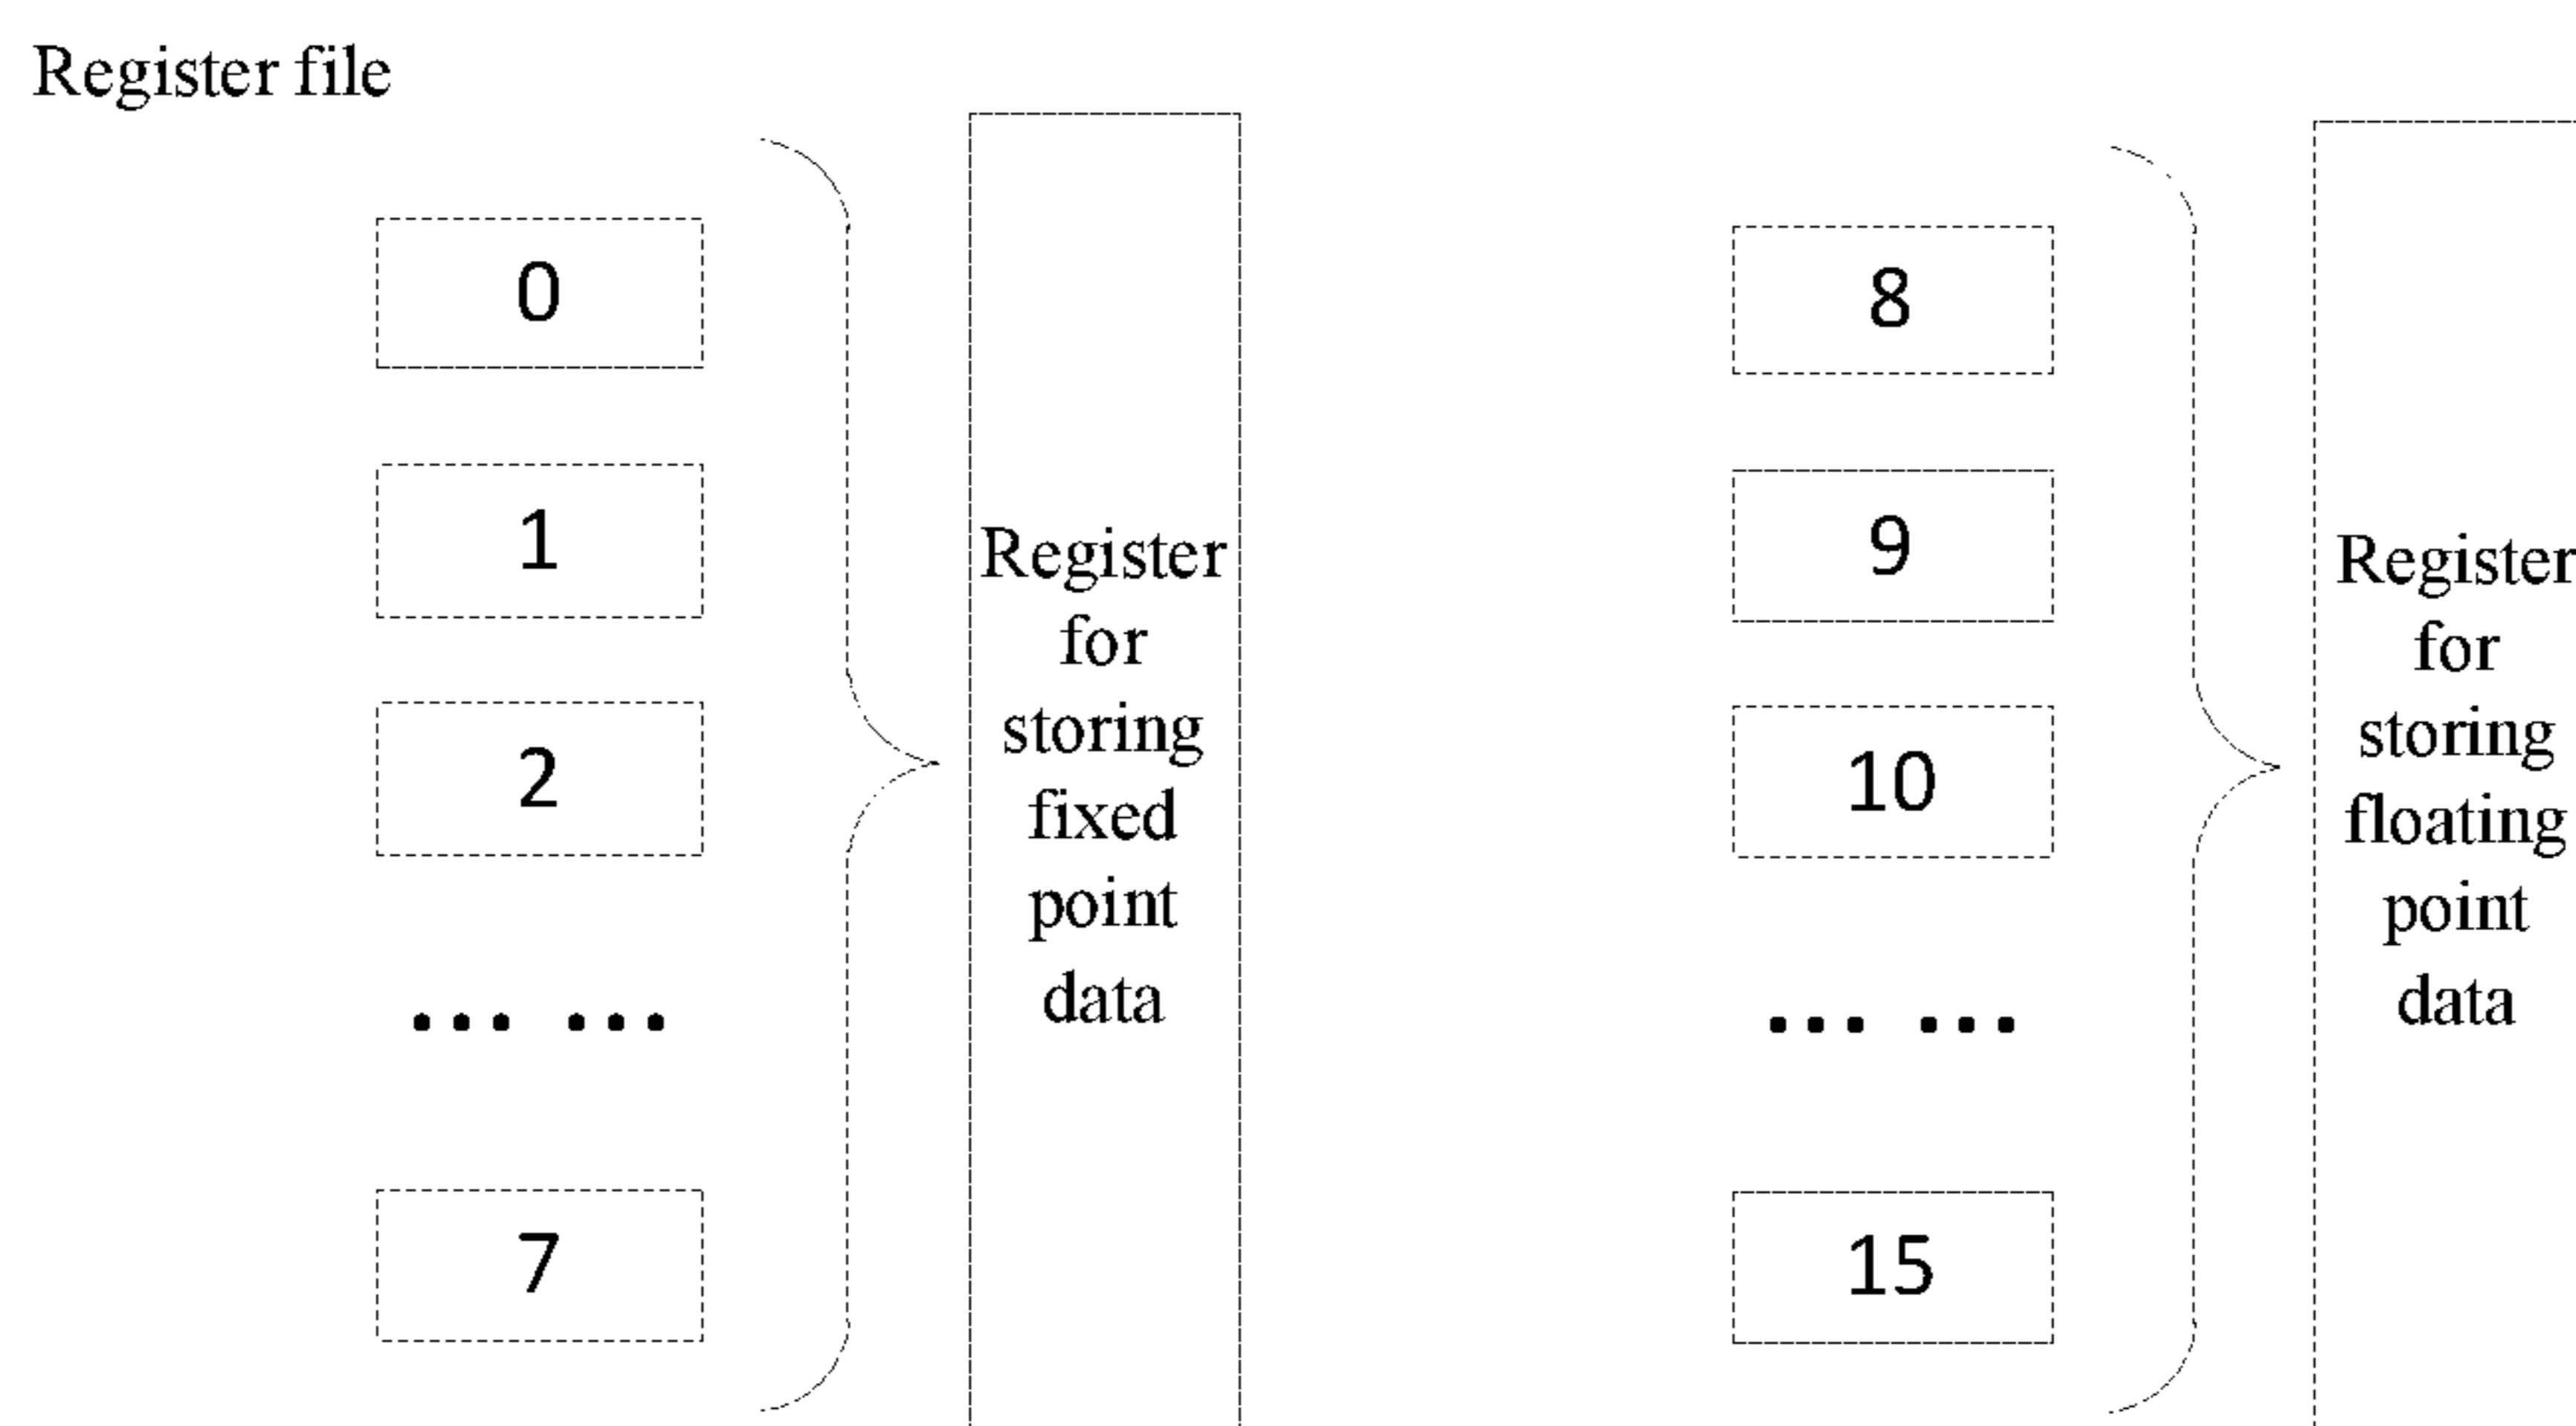 Register file
0
1
2
... ...
7
Register
for
storing
fixed
point
data
8
9
10
... ...
15
Register
for
storing
floating
point
data